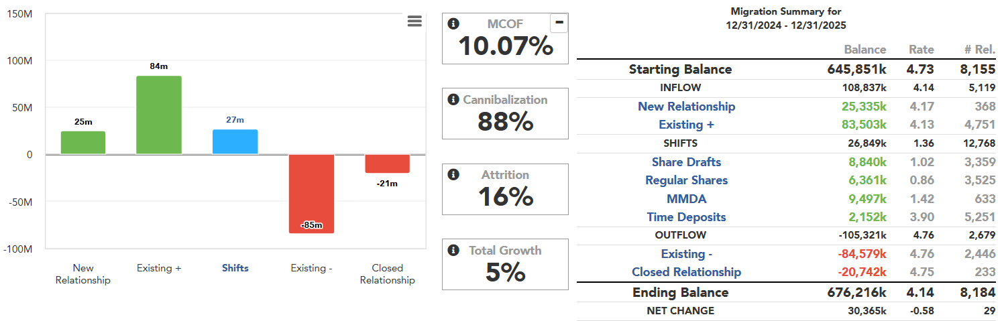 150M
100M
50M
0
-50M
-100M
25m
84m
27m
-85m
-21m
New
Relationship
Existing +
Shifts
Existing -
Closed
Relationship
MCOF
10.07%
Cannibalization
88%
Attrition
16%
Total Growth
5%
Migration Summary for
12/31/2024 - 12/31/2025
Balance Rate # Rel.
Starting Balance 645,851k 4.73 8,155
INFLOW 108,837k 4.14 5,119
New Relationship 25,335k 4.17 368
Existing + 83,503k 4.13 4,751
SHIFTS 26,849k 1.36 12,768
Share Drafts 8,840k 1.02 3,359
Regular Shares 6,361k 0.86 3,525
MMDA 9,497k 1.42 633
Time Deposits 2,152k 3.90 5,251
OUTFLOW -105,321k 4.76 2,679
Existing - -84,579k 4.76 2,446
Closed Relationship -20,742k 4.75 233
Ending Balance 676,216k 4.14 8,184
NET CHANGE 30,365k -0.58 29